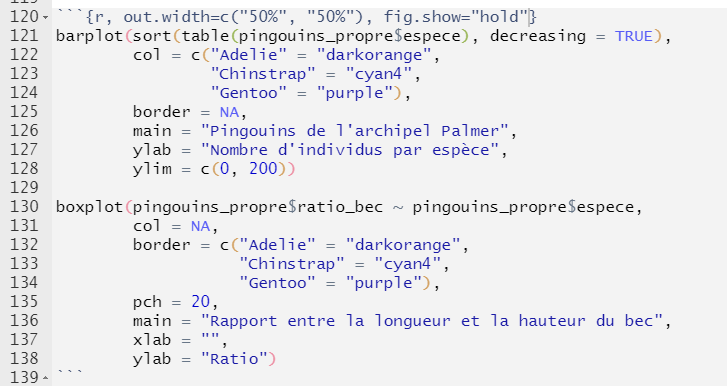 120 ```{r, out.width=c("50%", "50%"), fig.show="hold"}
121 barplot(sort(table(pingouins_propre$espece), decreasing = TRUE),
122         col = c("Adelie" = "darkorange",
123                 "Chinstrap" = "cyan4",
124                 "Gentoo" = "purple"),
125         border = NA,
126         main = "Pingouins de l'archipel Palmer",
127         ylab = "Nombre d'individus par espèce",
128         ylim = c(0, 200))
129
130 boxplot(pingouins_propre$ratio_bec ~ pingouins_propre$espece,
131         col = NA,
132         border = c("Adelie" = "darkorange",
133                    "Chinstrap" = "cyan4",
134                    "Gentoo" = "purple"),
135         pch = 20,
136         main = "Rapport entre la longueur et la hauteur du bec",
137         xlab = "",
138         ylab = "Ratio")
139 ```